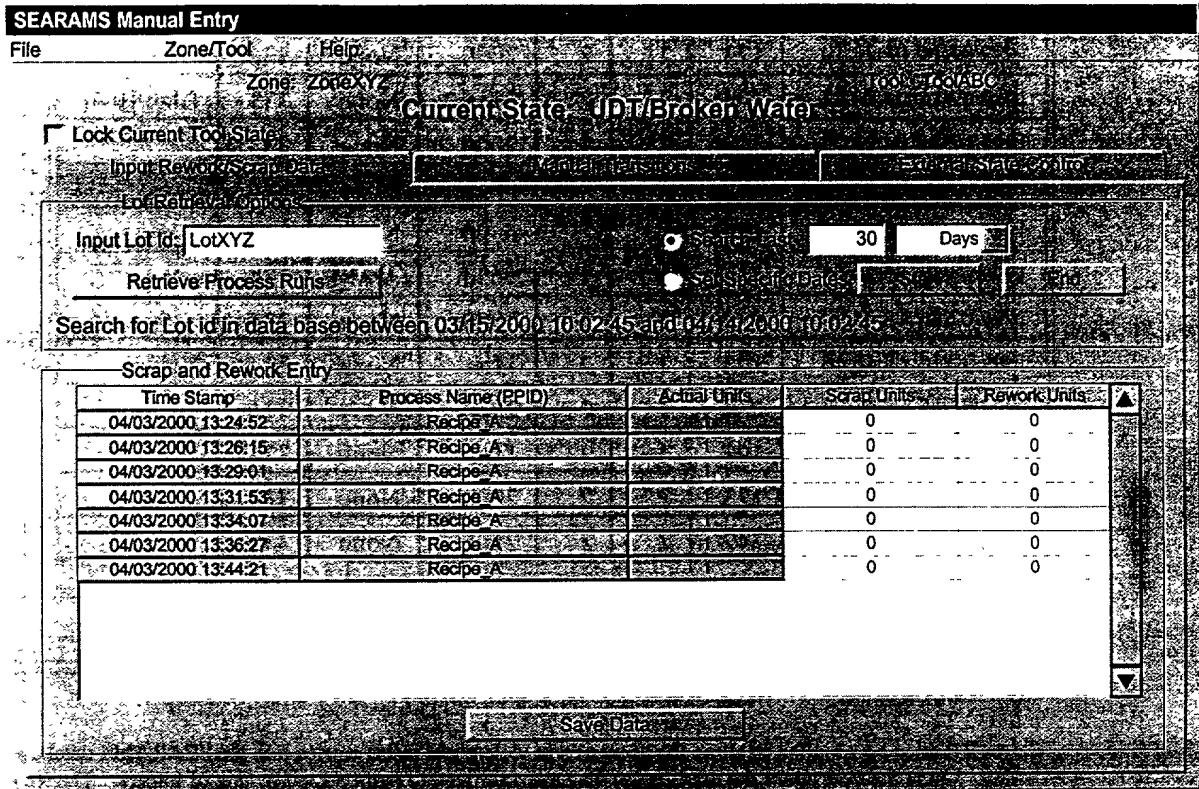 SEARAMS Manual Entry
File Zone/Tool Help
Zone: ZoneXYZ Tool: ToolABC
Current State: UDT/Broken Wafer
Lock Current Tool State
Input Rework/Scrap Data Manual Transitions External State Control
Lot Retrieval Options
Input Lot Id: LotXYZ Search Last 30 Days
Retrieve Process Runs Set Specific Dates Start End
Search for Lot id in data base between 03/15/2000 10:02:45 and 04/14/2000 10:02:45
Scrap and Rework Entry
Time Stamp Process Name (PPID) Actual Units Scrap Units Rework Units
04/03/2000 13:24:52 Recipe_A 0 0
04/03/2000 13:26:15 Recipe_A 0 0
04/03/2000 13:29:01 Recipe_A 0 0
04/03/2000 13:31:53 Recipe_A 1 0 0
04/03/2000 13:34:07 Recipe_A 1 0 0
04/03/2000 13:36:27 Recipe_A 1 0 0
04/03/2000 13:44:21 Recipe_A 1 0 0
Save Data